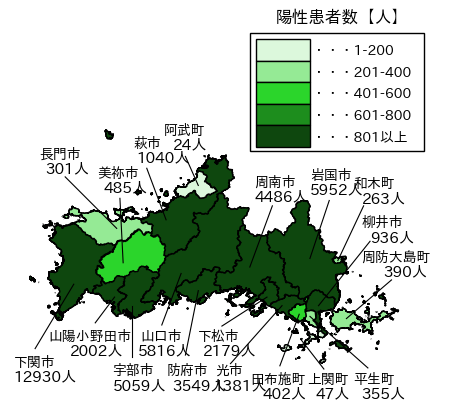 陽性患者数【人】
・・・1-200
・・・201-400
・・・401-600
・・・601-800
・・・801以上
阿武町
24人
萩市
1040人
長門市
301人
美祢市
485人
周南市
4486人
岩国市
5952人
和木町
263人
柳井市
936人
周防大島町
390人
山陽小野田市
2002人
山口市
5816人
下松市
2179人
下関市
12930人
宇部市
5059人
防府市
3549人
光市
1381人
田布施町
402人
上関町
47人
平生町
355人